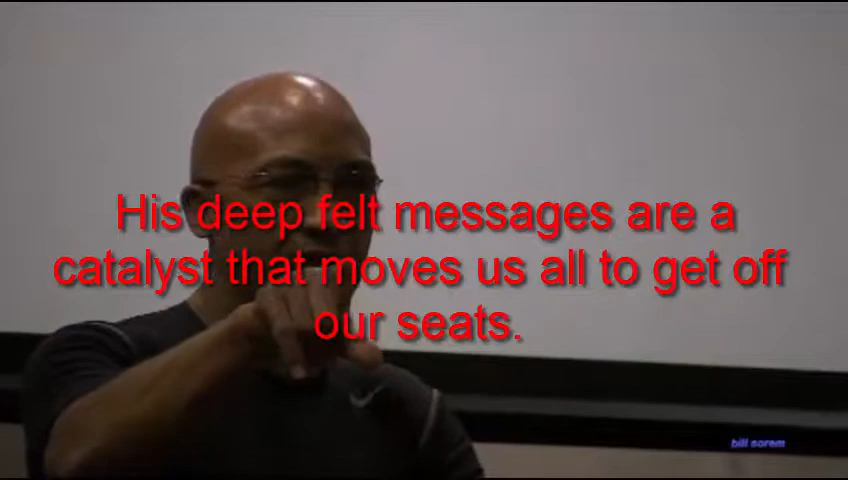 His deep felt messages are a
catalyst that moves us all to get off
our seats.
bill sorem